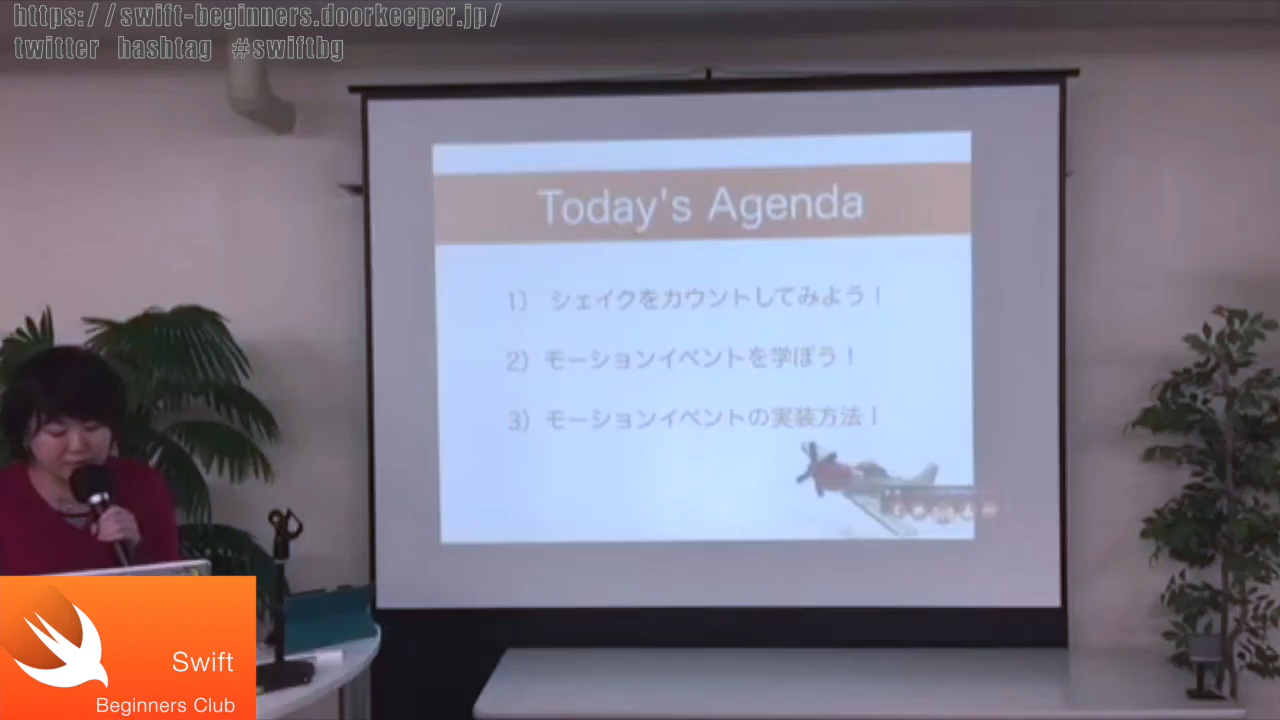 https://swift-beginners.doorkeeper.jp/
twitter hashtag #swiftbg
Today's Agenda
1) シェイクをカウントしてみよう!
2) モーションイベントを学ぼう!
3) モーションイベントの実装方法!
Swift
Beginners Club